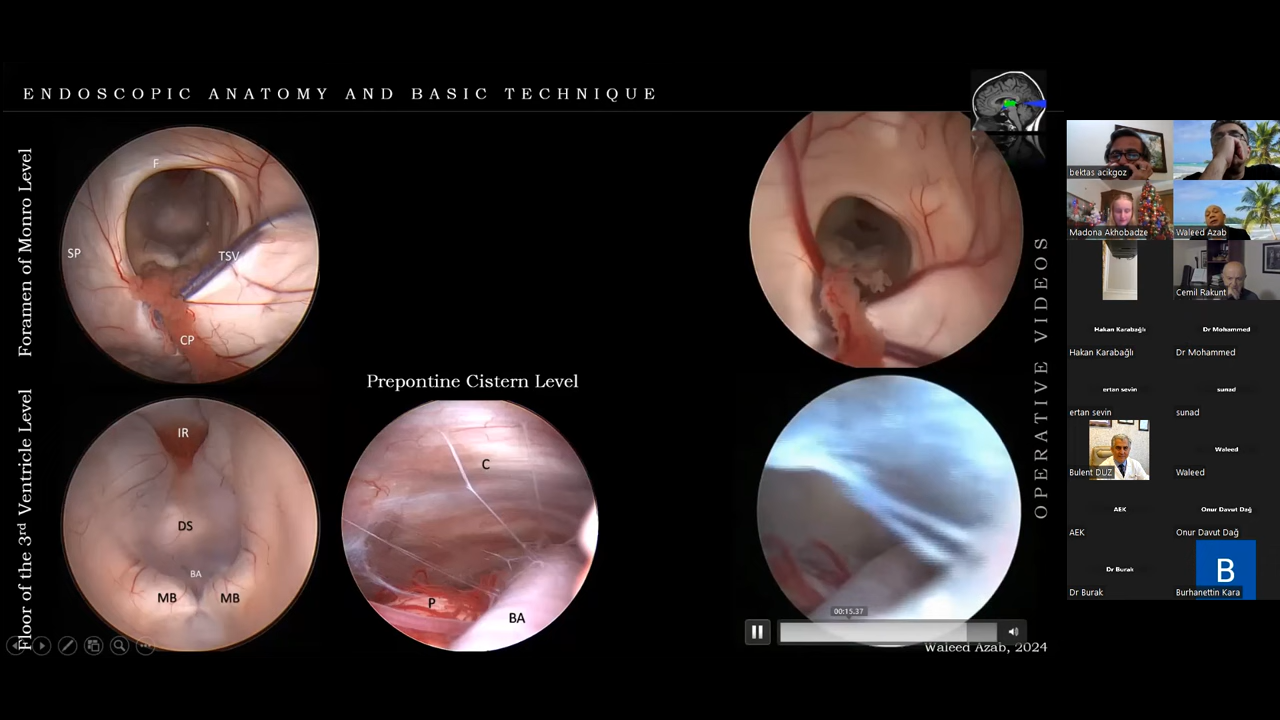 ENDOSCOPIC ANATOMY AND BASIC TECHNIQUE
Foramen of Monro Level
F
SP
TSV
CP
Floor of the 3rd Ventricle Level
IR
DS
BA
MB
MB
Prepontine Cistern Level
C
P
BA
OPERATIVE VIDEOS
00:15.37
Waleed Azab, 2024
bektas acikgoz
Madona Akhobadze
Waleed Azab
Cemil Rakunt
Hakan Karabağlı
Dr Mohammed
Hakan Karabağlı
Dr Mohammed
ertan sevin
sunad
ertan sevin
sunad
Waleed
Bulent DUZ
Waleed
AEK
Onur Davut Dağ
AEK
Onur Davut Dağ
Dr Burak
B
Dr Burak
Burhanettin Kara